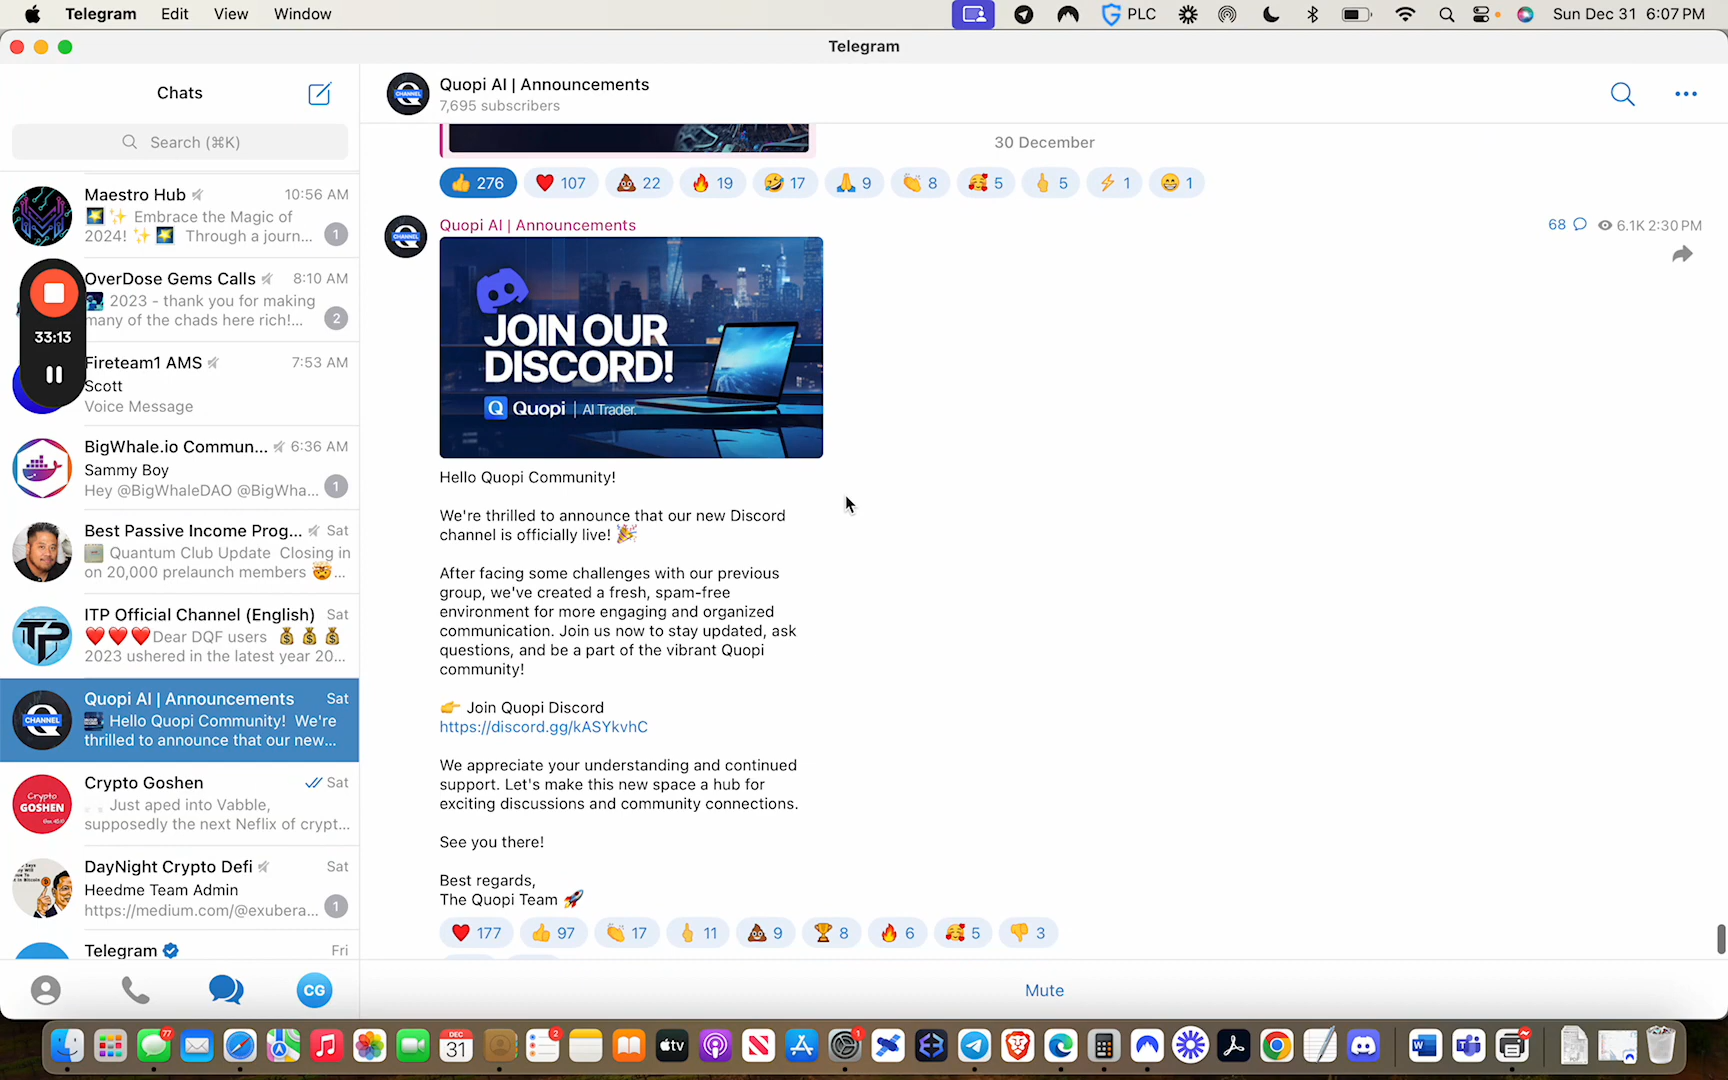 Telegram Edit View Window
PLC
Sun Dec 31 6:07 PM
Telegram
Chats
Search (⌘K)
Maestro Hub 10:56 AM
Embrace the Magic of
2024! Through a journ...
1
OverDose Gems Calls 8:10 AM
2023 - thank you for making
many of the chads here rich!...
2
33:13
Fireteam1 AMS 7:53 AM
Scott
Voice Message
BigWhale.io Commun... 6:36 AM
Sammy Boy
Hey @BigWhaleDAO @BigWha...
1
Best Passive Income Prog... Sat
Quantum Club Update Closing in
on 20,000 prelaunch members 🤯...
ITP Official Channel (English) Sat
❤️❤️❤️Dear DQF users 💰💰💰
2023 ushered in the latest year 20...
CHANNEL
Quopi AI | Announcements Sat
Hello Quopi Community! We're
thrilled to announce that our new...
Crypto
GOSHEN
Crypto Goshen Sat
Just aped into Vabble,
supposedly the next Neflix of crypt...
DayNight Crypto Defi Sat
Heedme Team Admin
https://medium.com/@exubera...
1
Telegram Fri
CG
CHANNEL
Quopi AI | Announcements
7,695 subscribers
30 December
👍 276 ❤️ 107 💩 22 🔥 19 🤣 17 🙏 9 👏 8 🥰 5 🖕 5 ⚡ 1 😁 1
CHANNEL
Quopi AI | Announcements
68 6.1K 2:30 PM
JOIN OUR
DISCORD!
Q Quopi | AI Trader.
Hello Quopi Community!
We're thrilled to announce that our new Discord
channel is officially live! 🎉
After facing some challenges with our previous
group, we've created a fresh, spam-free
environment for more engaging and organized
communication. Join us now to stay updated, ask
questions, and be a part of the vibrant Quopi
community!
👉 Join Quopi Discord
https://discord.gg/kASYkvhC
We appreciate your understanding and continued
support. Let's make this new space a hub for
exciting discussions and community connections.
See you there!
Best regards,
The Quopi Team 🚀
❤️ 177 👍 97 👏 17 🖕 11 💩 9 🏆 8 🔥 6 🥰 5 👎 3
Mute
77
DEC
31
2
tv
1